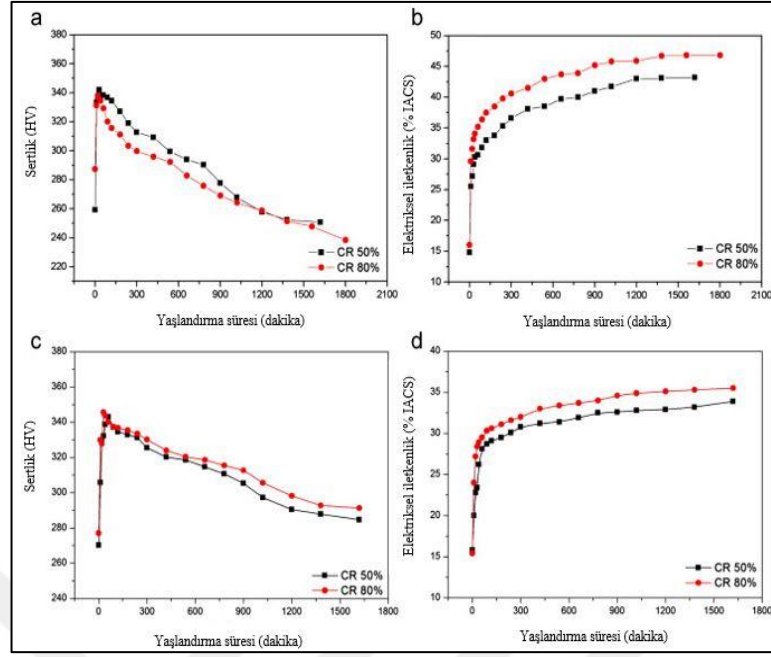 a
Sertlik (HV)
360
340
320
300
280
260
240
220
0 300 600 900 1200 1500 1800 2100
CR 50%
CR 80%
Yaşlandırma süresi (dakika)
b
Elektriksel iletkenlik (% IACS)
50
45
40
35
30
25
20
15
10
0 300 600 900 1200 1500 1800 2100
CR 50%
CR 80%
Yaşlandırma süresi (dakika)
c
Sertlik (HV)
380
360
340
320
300
280
260
240
0 300 600 900 1200 1500 1800
CR 50%
CR 80%
Yaşlandırma süresi (dakika)
d
Elektriksel iletkenlik (% IACS)
40
35
30
25
20
15
10
0 300 600 900 1200 1500 1800
CR 50%
CR 80%
Yaşlandırma süresi (dakika)